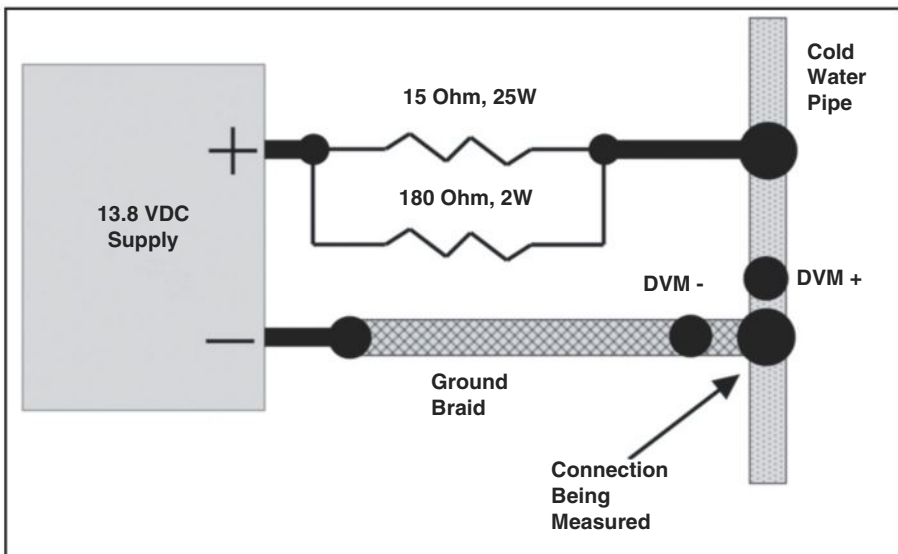 Cold
Water
Pipe
15 Ohm, 25W
+
180 Ohm, 2W
13.8 VDC
Supply
DVM -
DVM +
—
Ground
Braid
Connection
Being
Measured